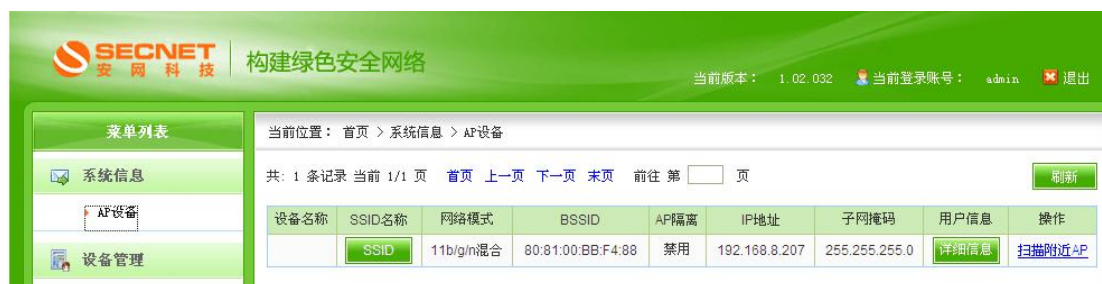 SECNET
安网科技
构建绿色安全网络
当前版本： 1.02.032 当前登录账号： admin 退出
菜单列表
当前位置： 首页 > 系统信息 > AP设备
系统信息
共: 1 条记录 当前 1/1 页 首页 上一页 下一页 末页 前往 第 页 刷新
AP设备
设备名称 SSID名称 网络模式 BSSID AP隔离 IP地址 子网掩码 用户信息 操作
SSID 11b/g/n混合 80:81:00:BB:F4:88 禁用 192.168.8.207 255.255.255.0 详细信息 扫描附近AP
设备管理